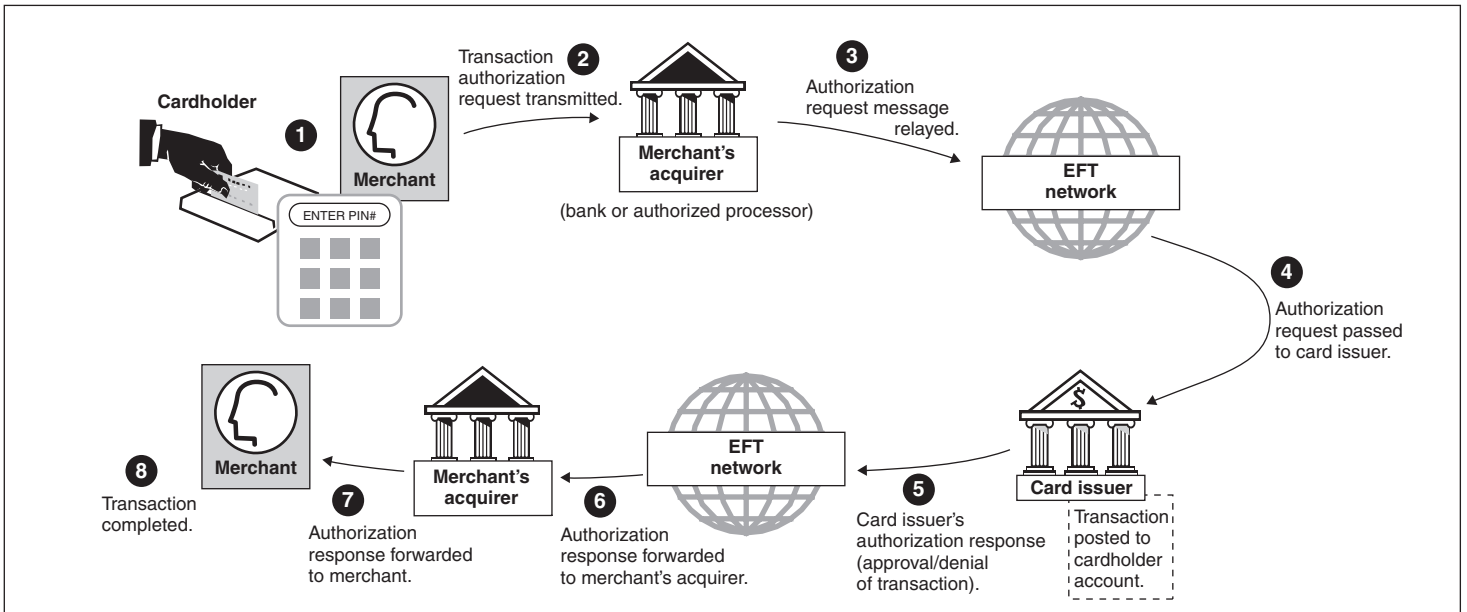 Cardholder
1
Merchant
ENTER PIN#
2
Transaction
authorization
request transmitted.
Merchant's
acquirer
(bank or authorized processor)
3
Authorization
request message
relayed.
EFT
network
4
Authorization
request passed
to card issuer.
$
Card issuer
Transaction
posted to
cardholder
account.
5
Card issuer's
authorization response
(approval/denial
of transaction).
EFT
network
6
Authorization
response forwarded
to merchant's acquirer.
Merchant's
acquirer
7
Authorization
response forwarded
to merchant.
Merchant
8
Transaction
completed.